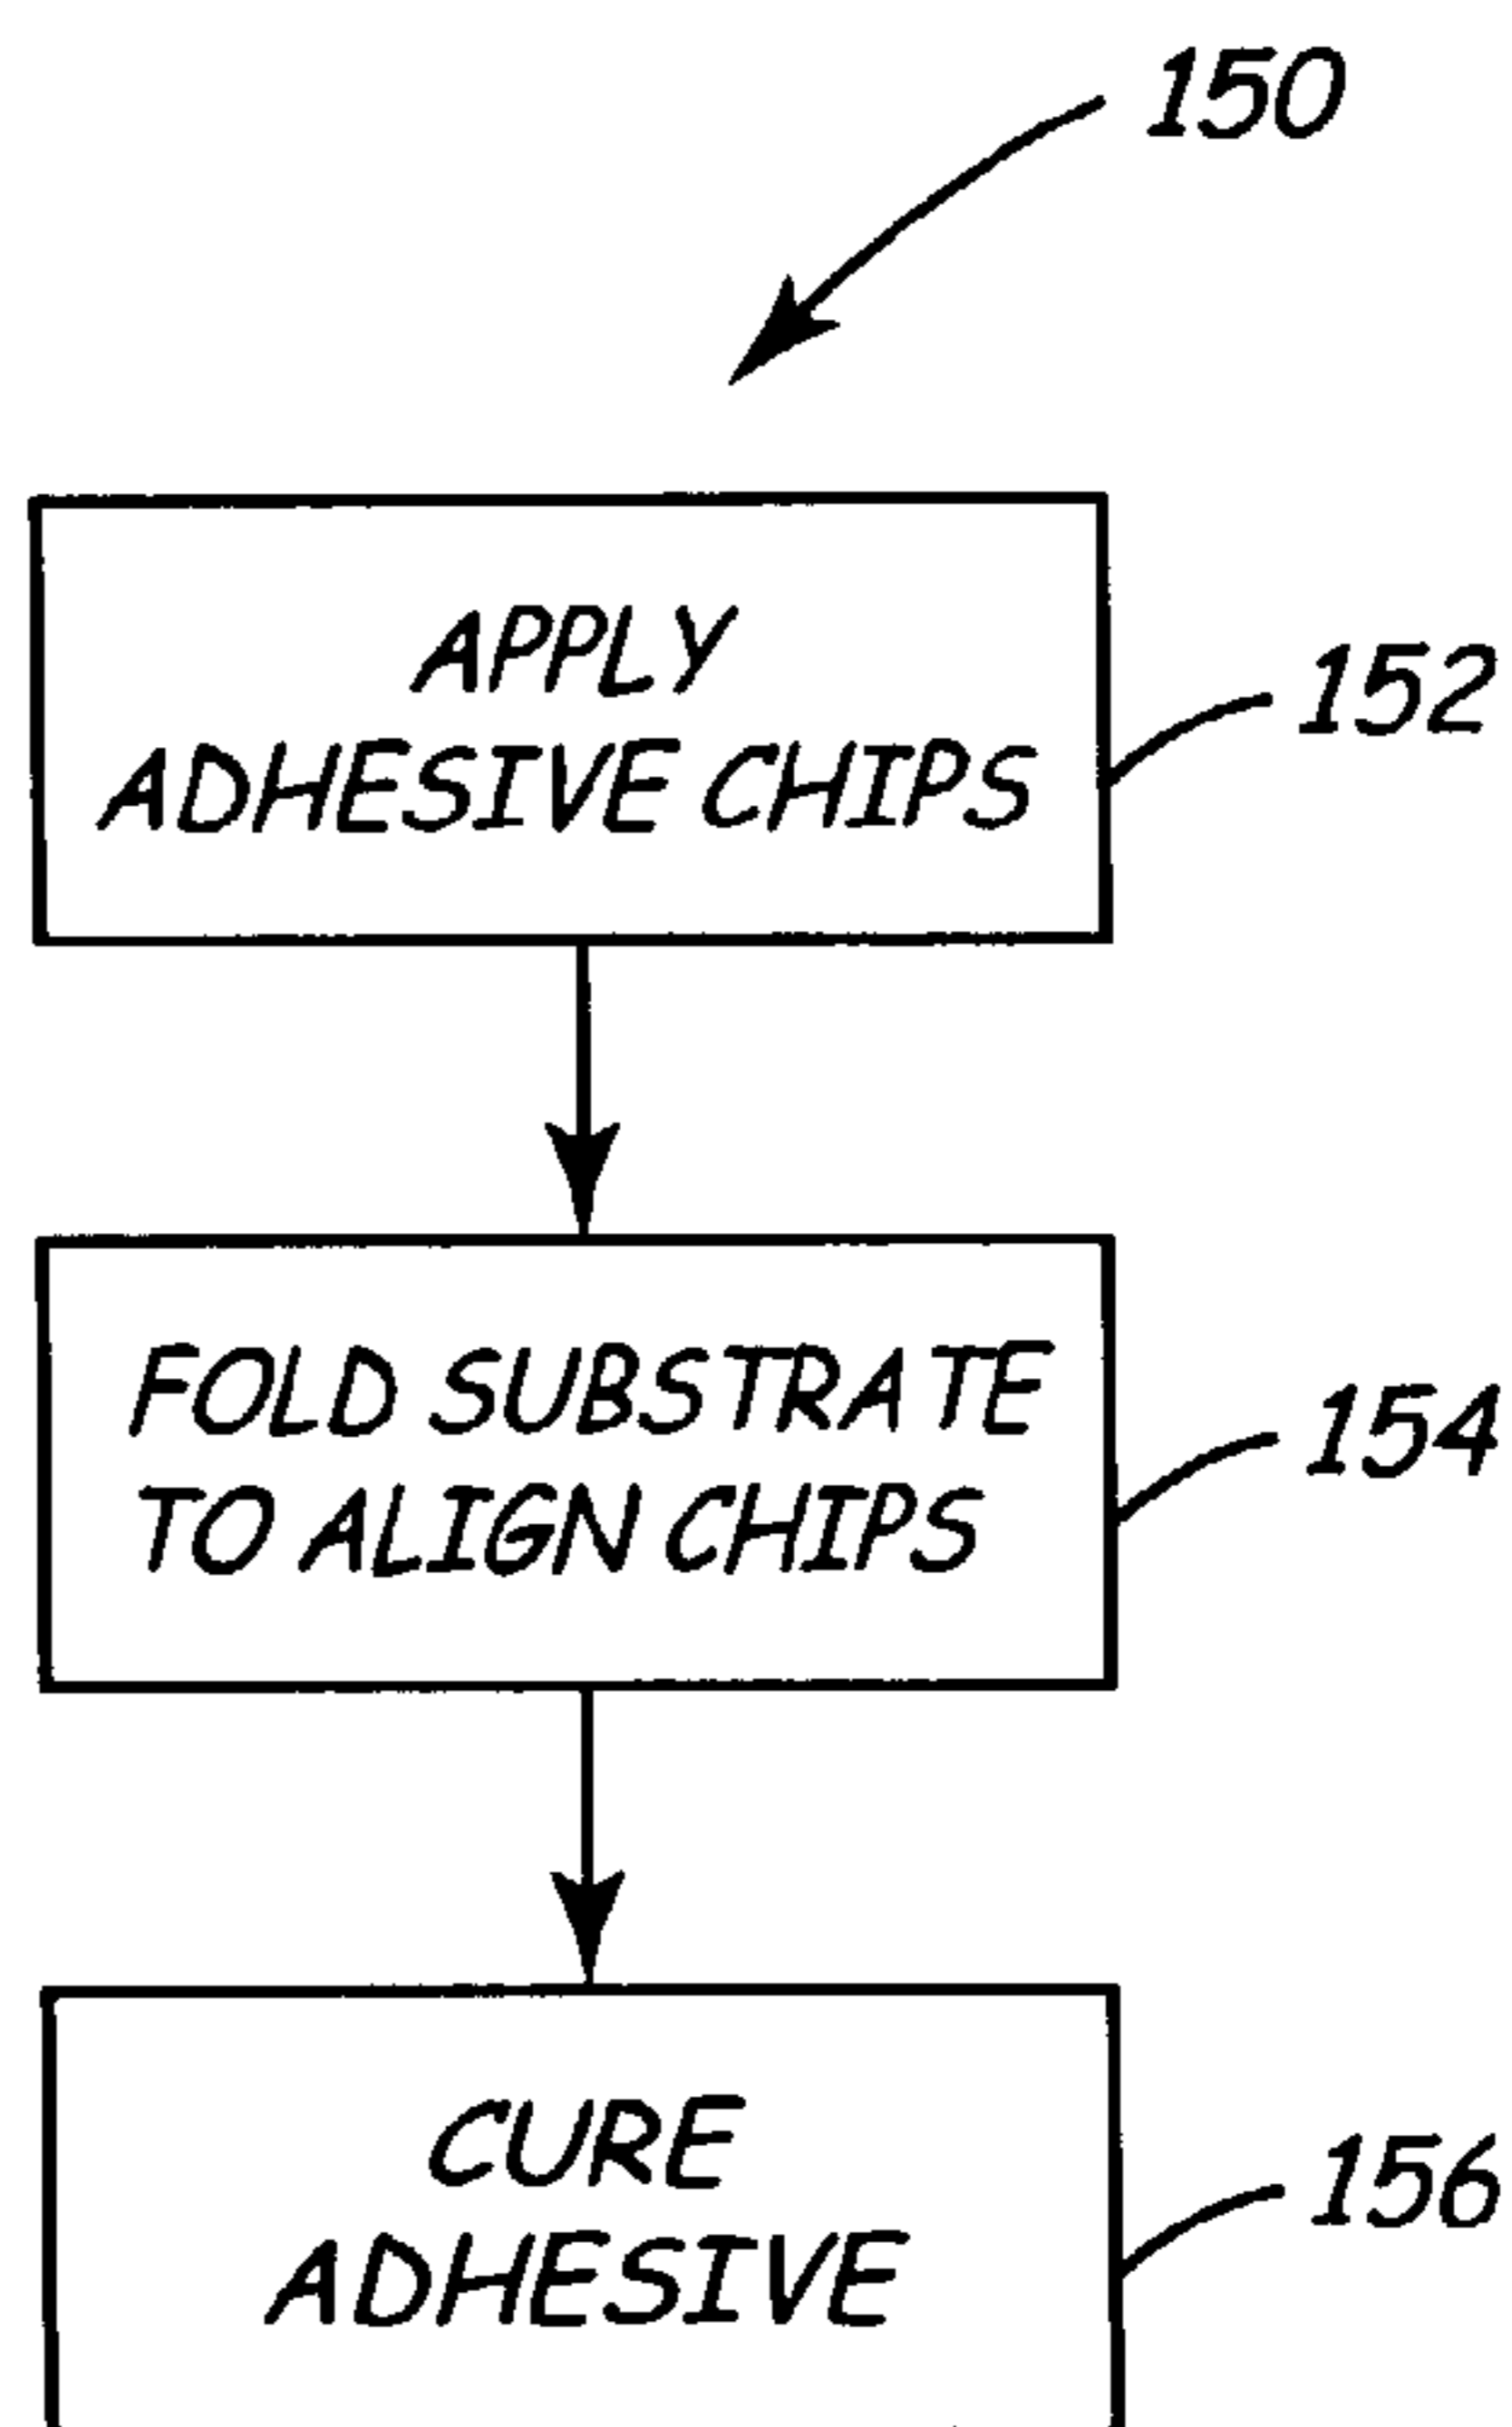 150
APPLY
ADHESIVE CHIPS
152
FOLD SUBSTRATE
TO ALIGN CHIPS
154
CURE
ADHESIVE
156